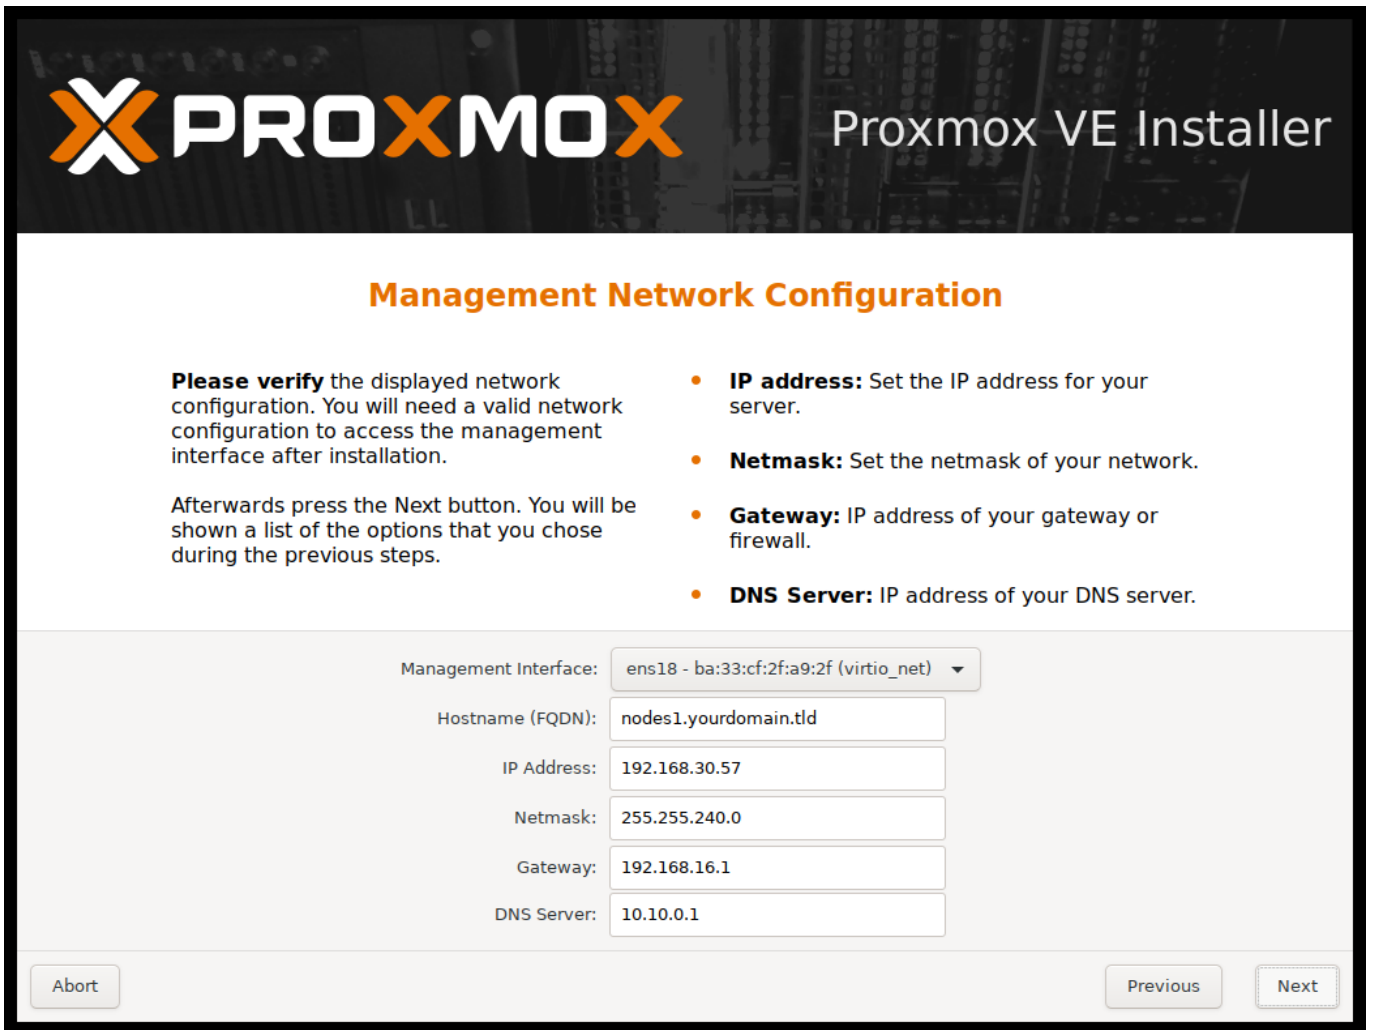 PROXMOX
Proxmox VE Installer
Management Network Configuration
Please verify the displayed network
configuration. You will need a valid network
configuration to access the management
interface after installation.
Afterwards press the Next button. You will be
shown a list of the options that you chose
during the previous steps.
IP address: Set the IP address for your
server.
Netmask: Set the netmask of your network.
Gateway: IP address of your gateway or
firewall.
DNS Server: IP address of your DNS server.
Management Interface: ens18 - ba:33:cf:2f:a9:2f (virtio_net)
Hostname (FQDN): nodes1.yourdomain.tld
IP Address: 192.168.30.57
Netmask: 255.255.240.0
Gateway: 192.168.16.1
DNS Server: 10.10.0.1
Abort Previous Next